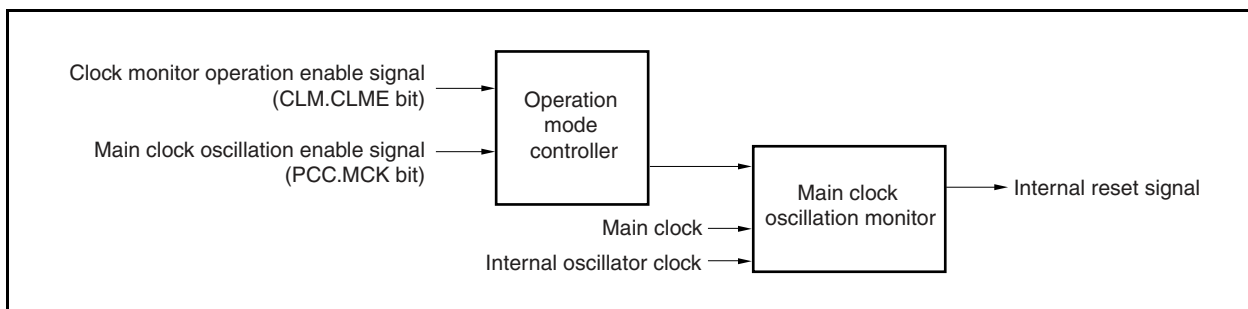 Clock monitor operation enable signal
(CLM.CLME bit)
Main clock oscillation enable signal
(PCC.MCK bit)
Operation
mode
controller
Main clock
Internal oscillator clock
Main clock
oscillation monitor
Internal reset signal